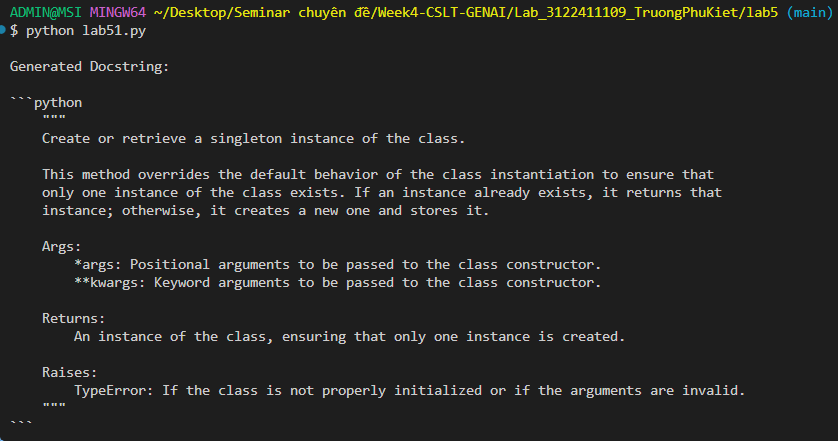 ADMIN@MSI MINGW64 ~/Desktop/Seminar chuyên đề/Week4-CSLT-GENAI/Lab_3122411109_TruongPhuKiet/lab5 (main)
$ python lab51.py
Generated Docstring:
```python
"""
Create or retrieve a singleton instance of the class.
This method overrides the default behavior of the class instantiation to ensure that
only one instance of the class exists. If an instance already exists, it returns that
instance; otherwise, it creates a new one and stores it.
Args:
*args: Positional arguments to be passed to the class constructor.
**kwargs: Keyword arguments to be passed to the class constructor.
Returns:
An instance of the class, ensuring that only one instance is created.
Raises:
TypeError: If the class is not properly initialized or if the arguments are invalid.
"""
```